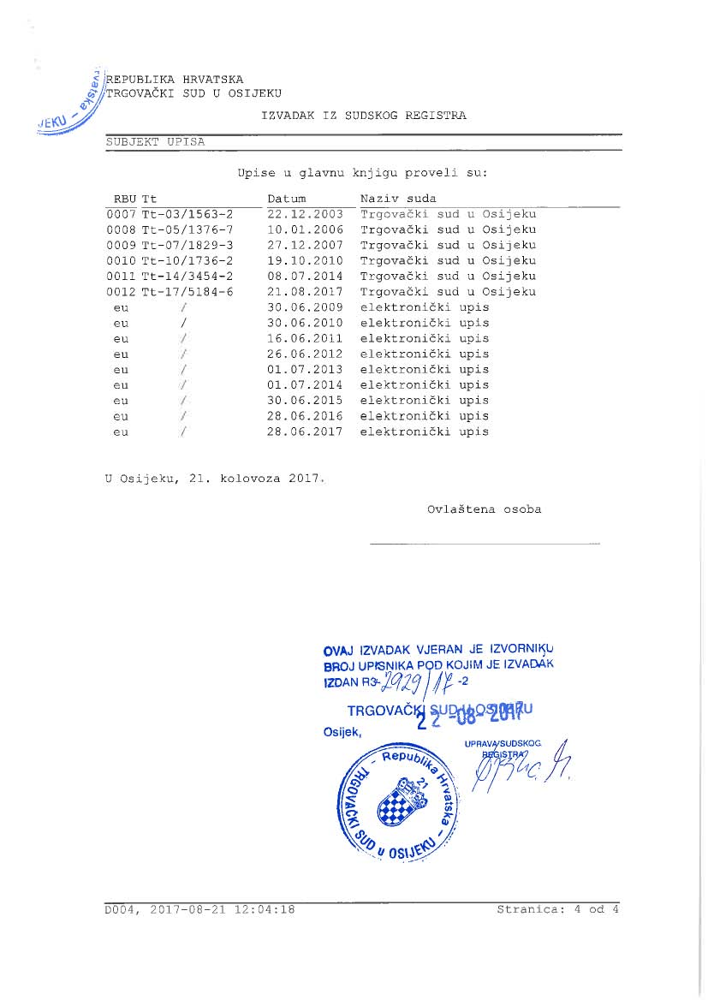 REPUBLIKA HRVATSKA
TRGOVAČKI SUD U OSIJEKU
IZVADAK IZ SUDSKOG REGISTRA
SUBJEKT UPISA
Upise u glavnu knjigu proveli su:
RBU Tt Datum Naziv suda
0007 Tt-03/1563-2 22.12.2003 Trgovački sud u Osijeku
0008 Tt-05/1376-7 10.01.2006 Trgovački sud u Osijeku
0009 Tt-07/1829-3 27.12.2007 Trgovački sud u Osijeku
0010 Tt-10/1736-2 19.10.2010 Trgovački sud u Osijeku
0011 Tt-14/3454-2 08.07.2014 Trgovački sud u Osijeku
0012 Tt-17/5184-6 21.08.2017 Trgovački sud u Osijeku
eu / 30.06.2009 elektronički upis
eu / 30.06.2010 elektronički upis
eu / 16.06.2011 elektronički upis
eu / 26.06.2012 elektronički upis
eu / 01.07.2013 elektronički upis
eu / 01.07.2014 elektronički upis
eu / 30.06.2015 elektronički upis
eu / 28.06.2016 elektronički upis
eu / 28.06.2017 elektronički upis
U Osijeku, 21. kolovoza 2017.
Ovlaštena osoba
OVAJ IZVADAK VJERAN JE IZVORNIKU
BROJ UPISNIKA POD KOJIM JE IZVADAK
IZDAN R3-2929/17-2
TRGOVAČKI SUD U OSIJEKU
22-08-2017
Osijek,
UPRAVA SUDSKOG
REGISTRA
Republika Hrvatska -
TRGOVAČKI SUD u OSIJEKU -
21
D004, 2017-08-21 12:04:18 Stranica: 4 od 4